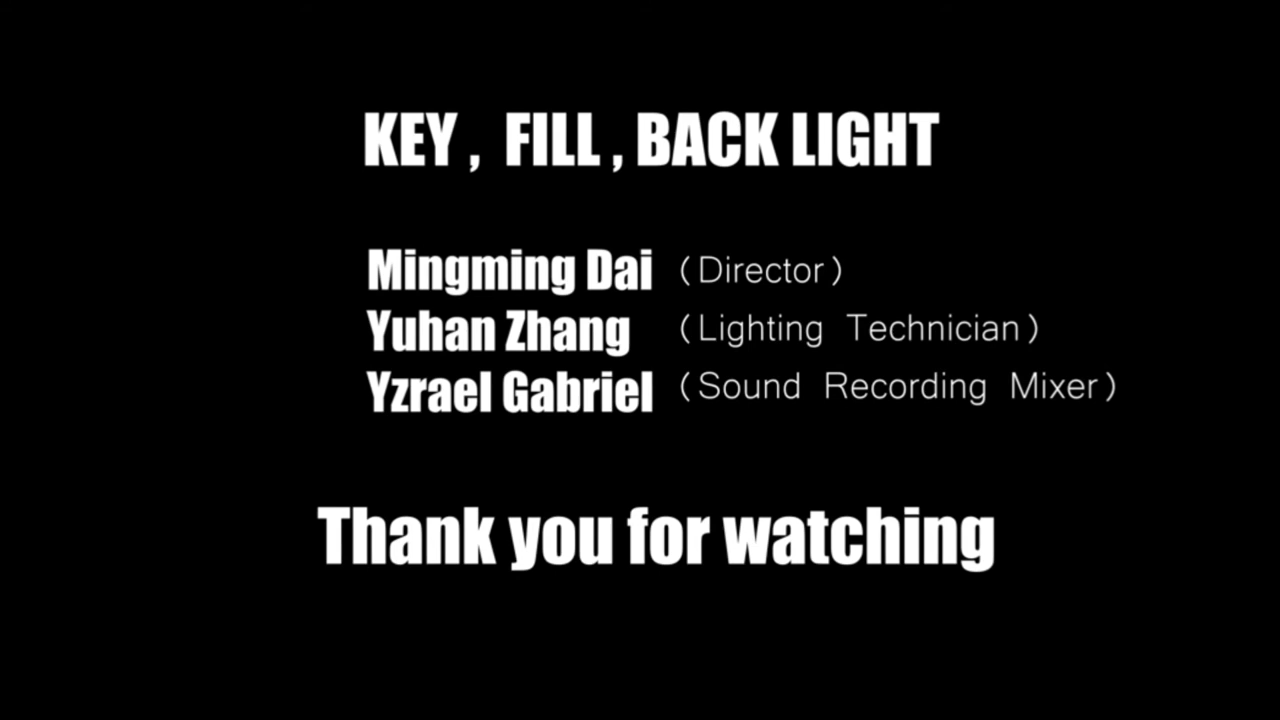 KEY , FILL , BACK LIGHT
Mingming Dai (Director)
Yuhan Zhang (Lighting Technician)
Yzrael Gabriel (Sound Recording Mixer)
Thank you for watching